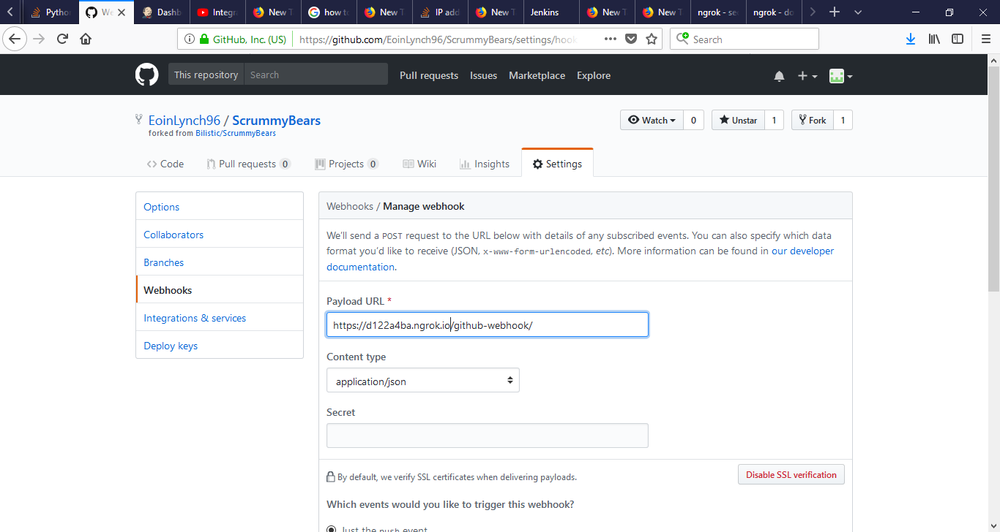 Pytho We Dashb Integra New T how to New T IP add New T Jenkins New T New T ngrok - se ngrok - do
GitHub, Inc. (US) https://github.com/EoinLynch96/ScrummyBears/settings/hook Search
This repository Search Pull requests Issues Marketplace Explore
EoinLynch96 / ScrummyBears Watch 0 Unstar 1 Fork 1
forked from Bilistic/ScrummyBears
Code Pull requests 0 Projects 0 Wiki Insights Settings
Options
Collaborators
Branches
Webhooks
Integrations & services
Deploy keys
Webhooks / Manage webhook
We'll send a POST request to the URL below with details of any subscribed events. You can also specify which data
format you'd like to receive (JSON, x-www-form-urlencoded, etc). More information can be found in our developer
documentation.
Payload URL *
https://d122a4ba.ngrok.io/github-webhook/
Content type
application/json
Secret
By default, we verify SSL certificates when delivering payloads. Disable SSL verification
Which events would you like to trigger this webhook?
Just the push event